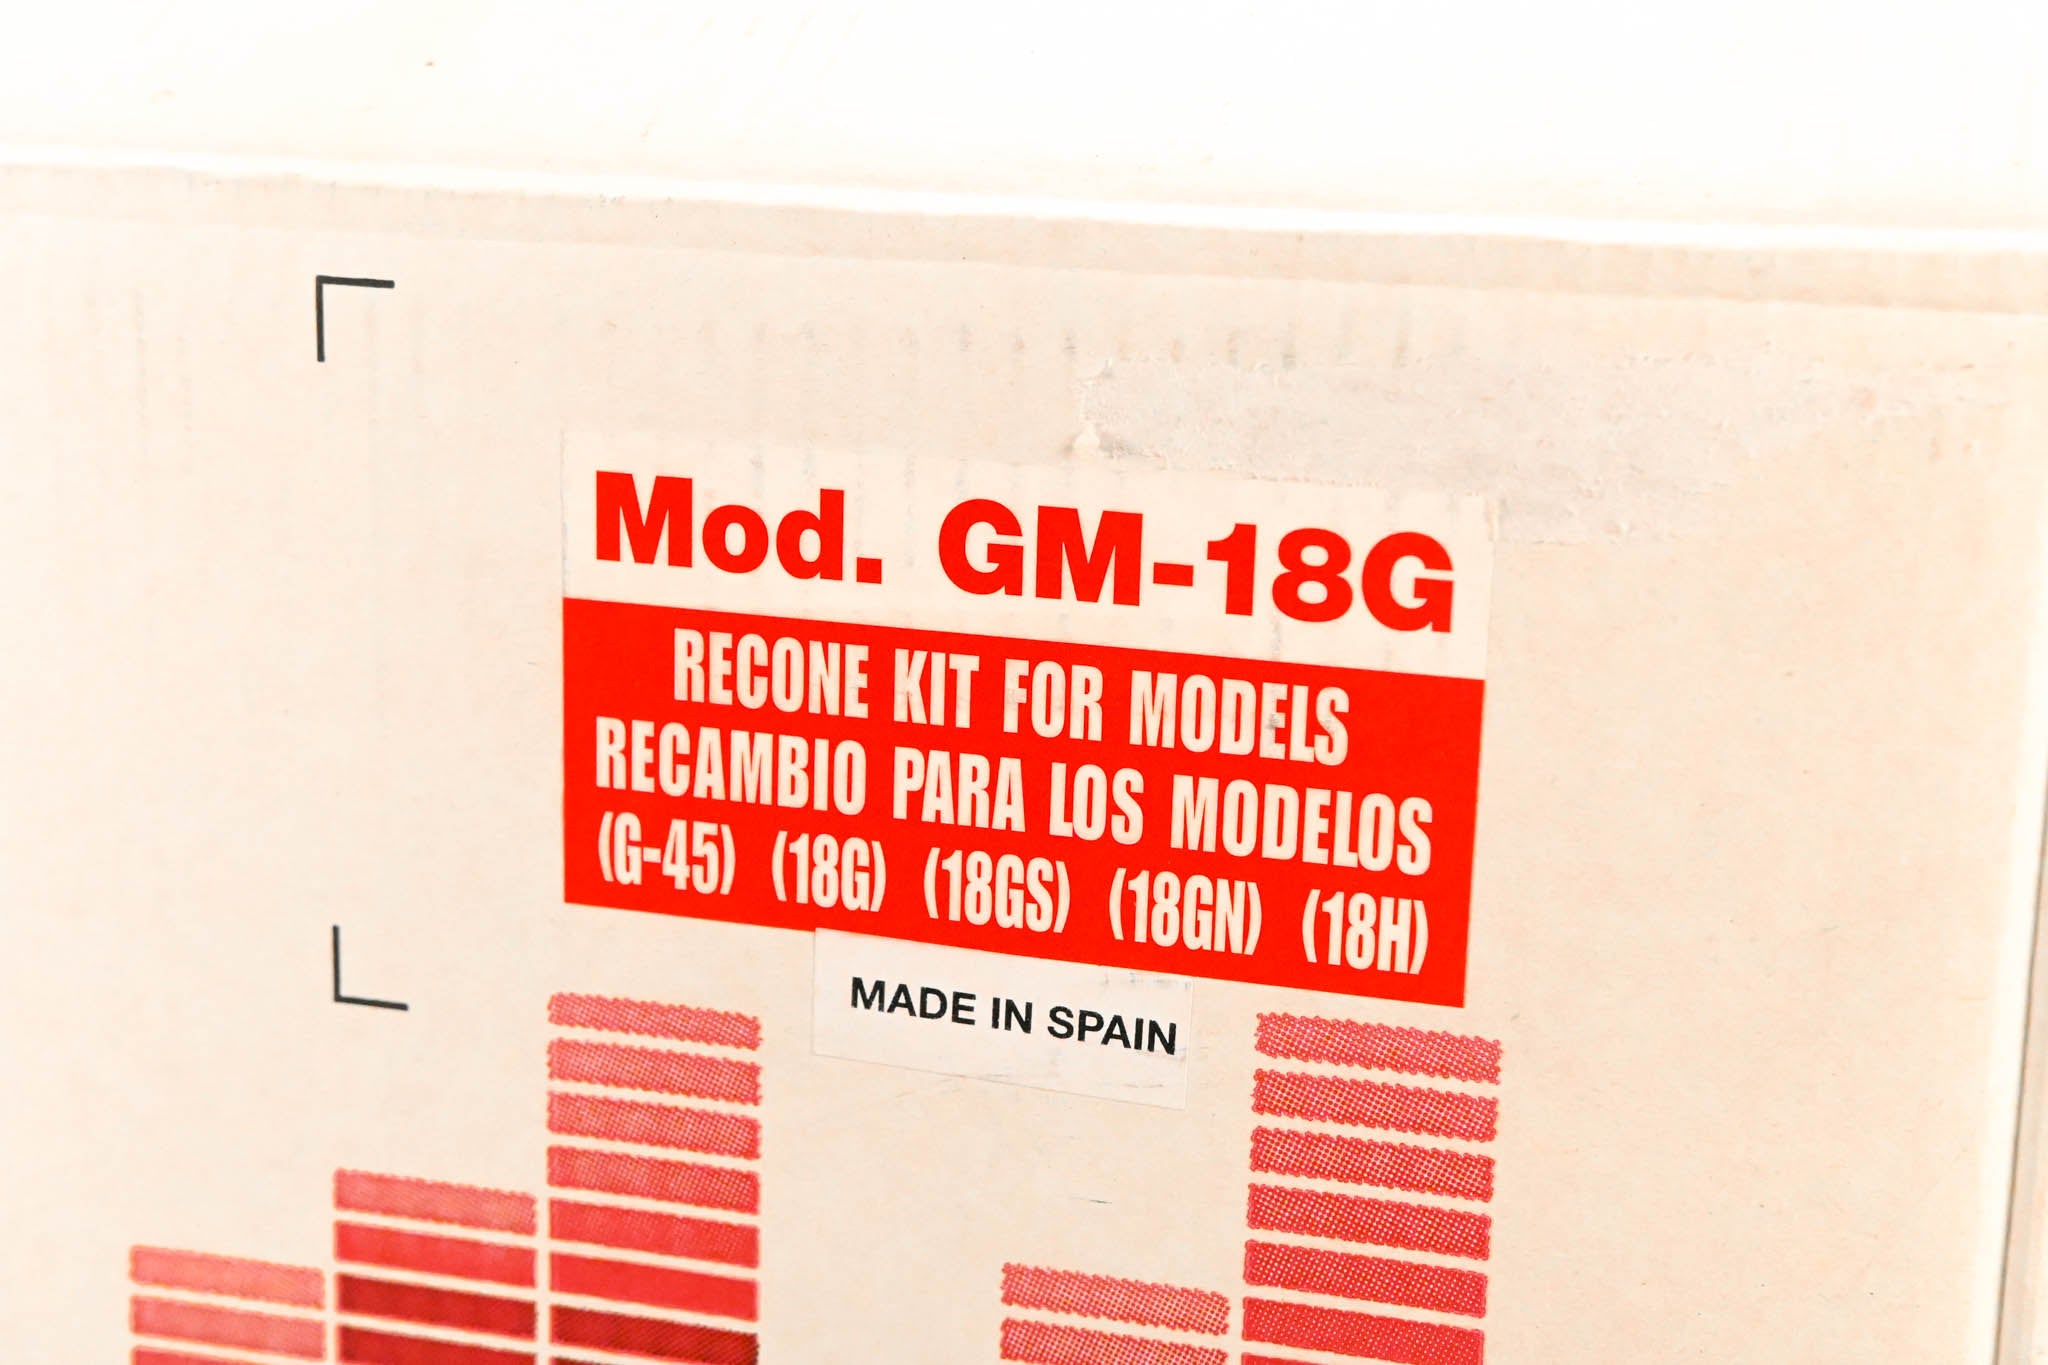 Mod. GM-18G
RECONE KIT FOR MODELS
RECAMBIO PARA LOS MODELOS
(G-45) (18G) (18GS) (18GN) (18H)
MADE IN SPAIN